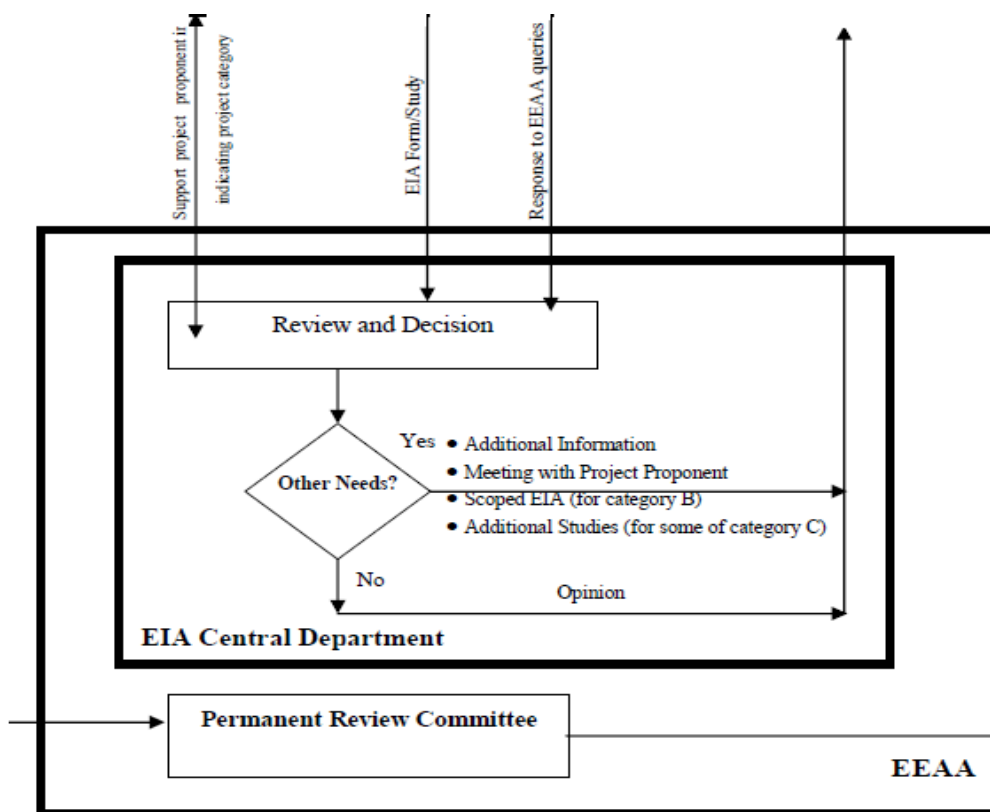 Support project proponent in
indicating project category
EIA Form/Study
Response to EEAA queries
Review and Decision
Other Needs?
Yes
• Additional Information
• Meeting with Project Proponent
• Scoped EIA (for category B)
• Additional Studies (for some of category C)
No
Opinion
EIA Central Department
Permanent Review Committee
EEAA